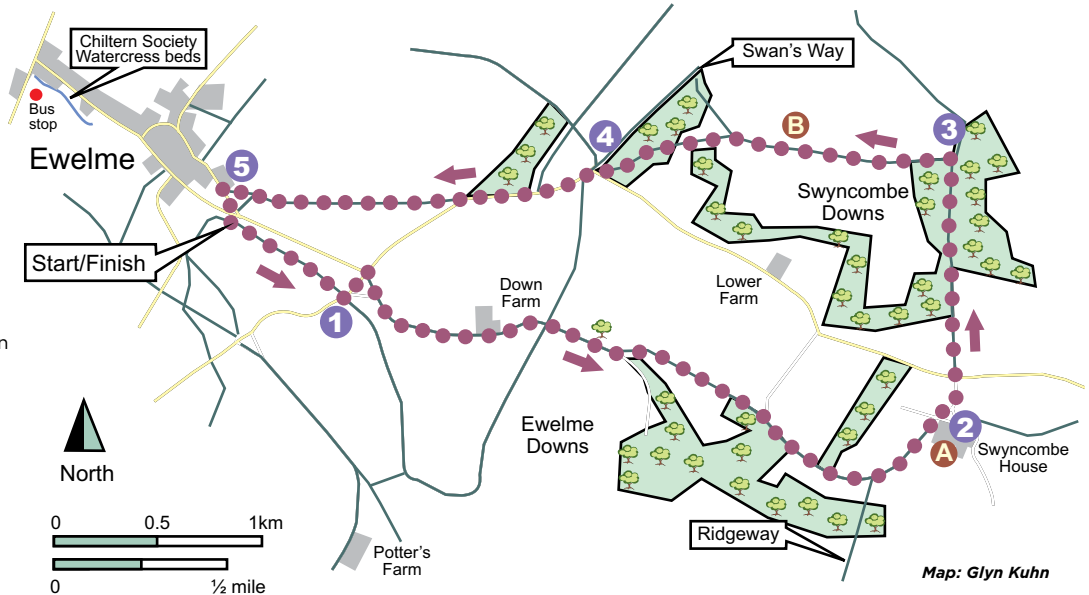 Chiltern Society
Watercress beds
Swan's Way
Bus
stop
B
3
4
Ewelme
5
Swyncombe
Downs
Start/Finish
Down
Farm
Lower
Farm
1
n
Ewelme
Downs
2
A
Swyncombe
House
North
Ridgeway
0 0.5 1km
Potter's
Farm
0 ½ mile
Map: Glyn Kuhn